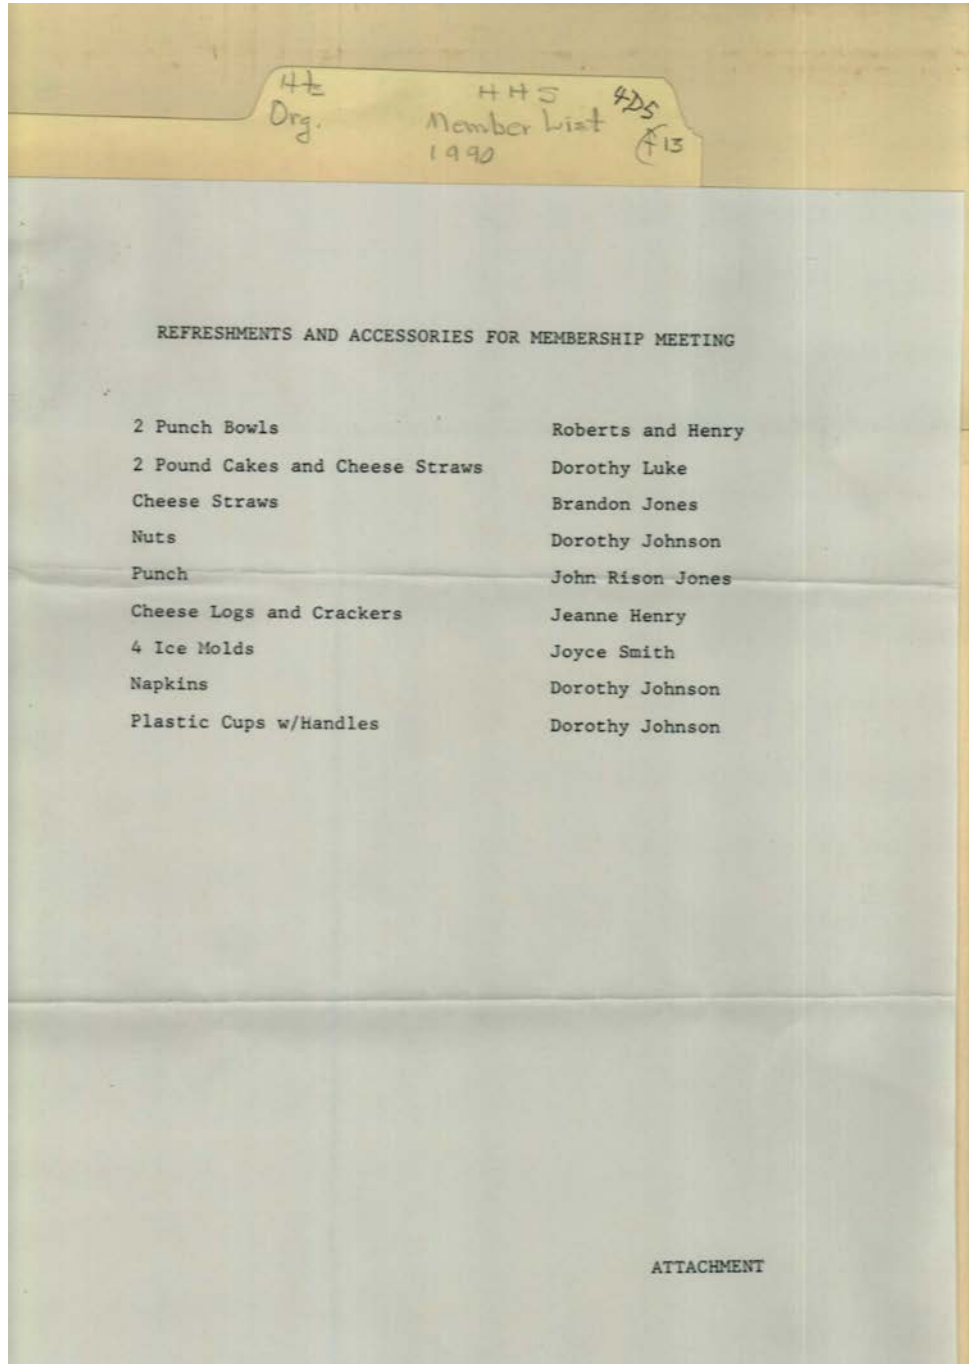 Hz HHS 4D5
Org. Member List F13
1990
REFRESHMENTS AND ACCESSORIES FOR MEMBERSHIP MEETING
2 Punch Bowls Roberts and Henry
2 Pound Cakes and Cheese Straws Dorothy Luke
Cheese Straws Brandon Jones
Nuts Dorothy Johnson
Punch John Rison Jones
Cheese Logs and Crackers Jeanne Henry
4 Ice Molds Joyce Smith
Napkins Dorothy Johnson
Plastic Cups w/Handles Dorothy Johnson
ATTACHMENT